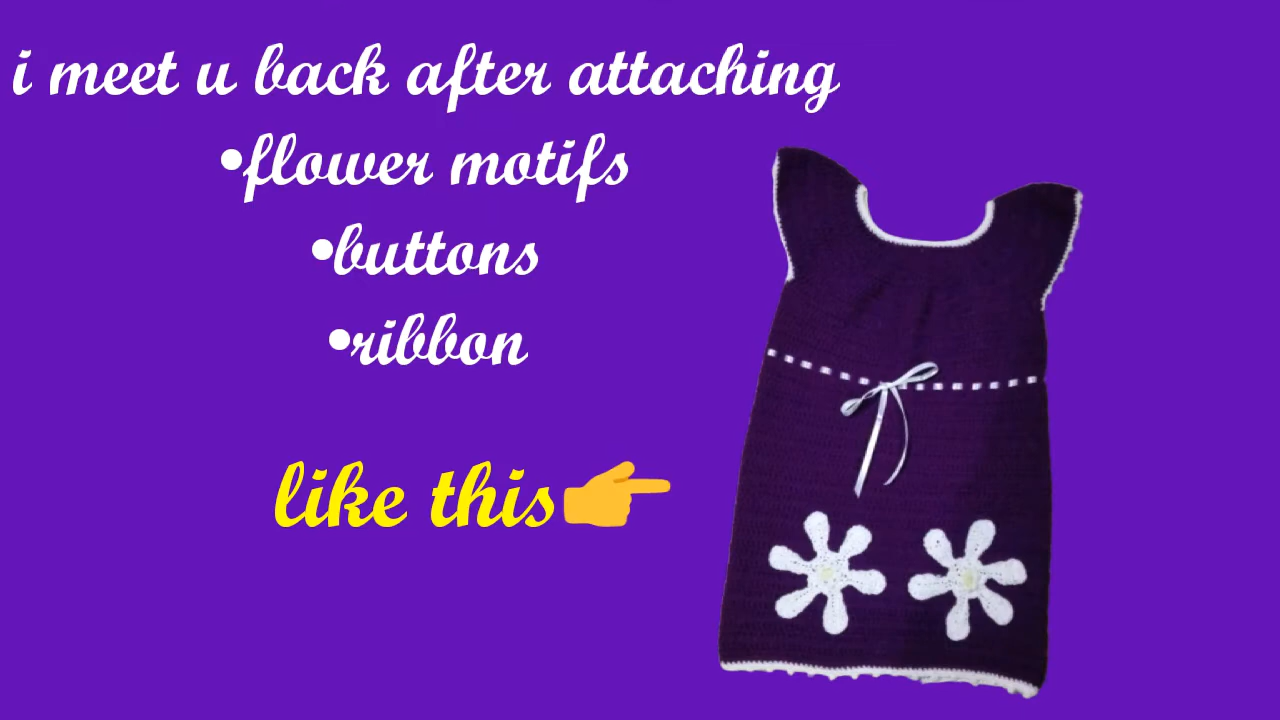 i meet u back after attaching
•flower motifs
•buttons
•ribbon
like this👉